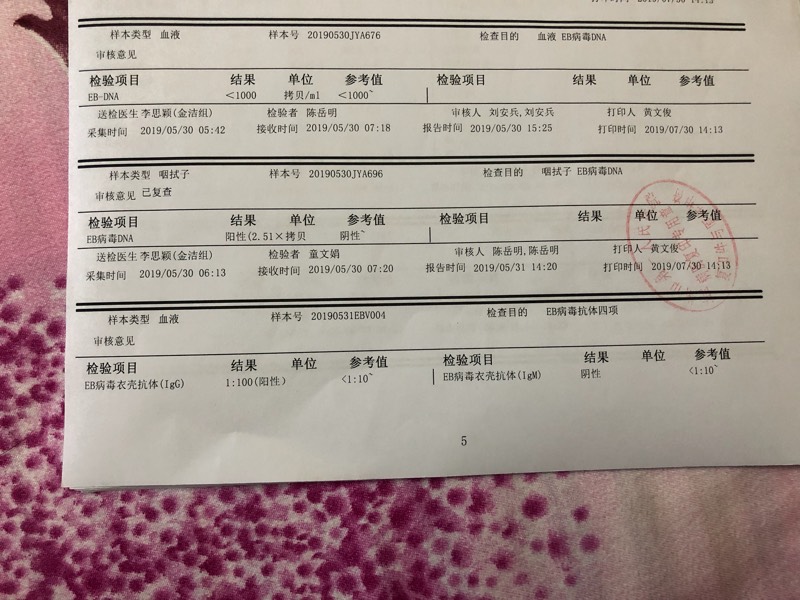 打印时间 2019/07/30 14:13
样本类型 血液 样本号 20190530JYA676 检查目的 血液 EB病毒DNA
审核意见
检验项目 结果 单位 参考值 检验项目 结果 单位 参考值
EB-DNA <1000 拷贝/ml <1000~
送检医生 李思颖(金洁组) 检验者 陈岳明 审核人 刘安兵,刘安兵 打印人 黄文俊
采集时间 2019/05/30 05:42 接收时间 2019/05/30 07:18 报告时间 2019/05/30 15:25 打印时间 2019/07/30 14:13
样本类型 咽拭子 样本号 20190530JYA696 检查目的 咽拭子 EB病毒DNA
审核意见 已复查
检验项目 结果 单位 参考值 检验项目 结果 单位 参考值
EB病毒DNA 阳性(2.51×拷贝 阴性~
送检医生 李思颖(金洁组) 检验者 童文娟 审核人 陈岳明,陈岳明 打印人 黄文俊
采集时间 2019/05/30 06:13 接收时间 2019/05/30 07:20 报告时间 2019/05/31 14:20 打印时间 2019/07/30 14:13
样本类型 血液 样本号 20190531EBV004 检查目的 EB病毒抗体四项
审核意见
检验项目 结果 单位 参考值 检验项目 结果 单位 参考值
EB病毒衣壳抗体(IgG) 1:100(阳性) <1:10~ EB病毒衣壳抗体(IgM) 阴性 <1:10~
5